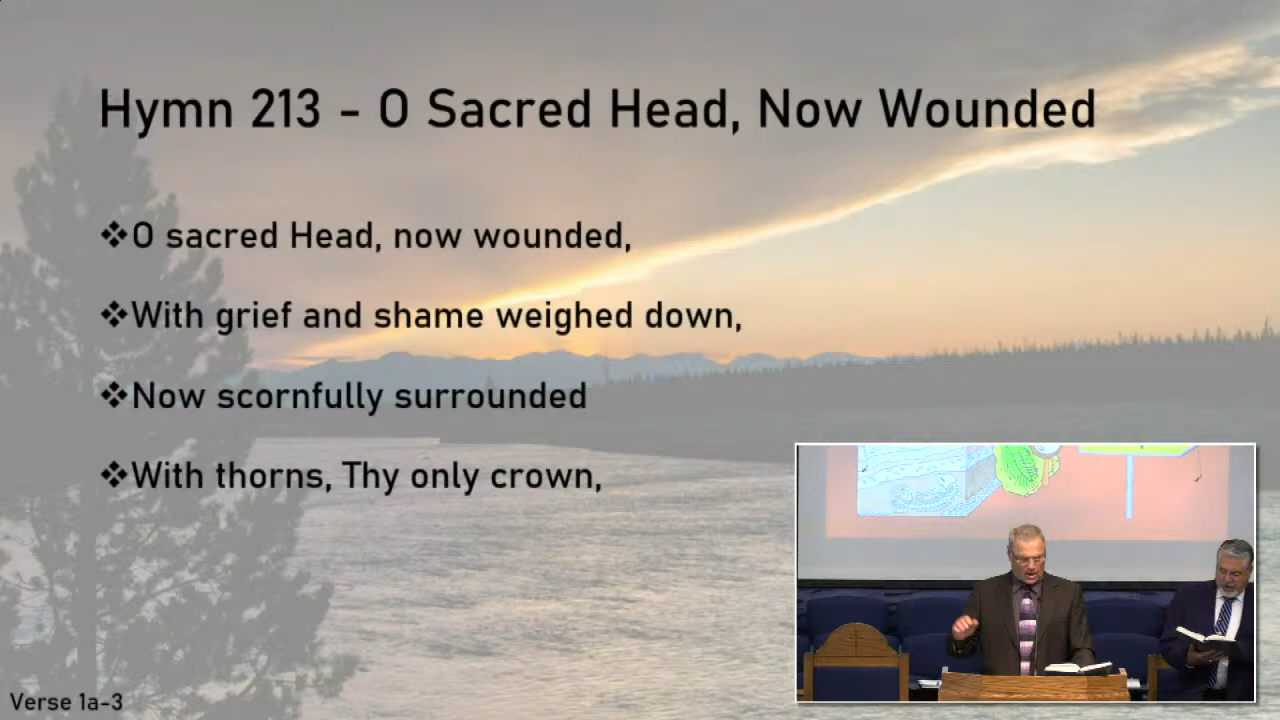 Hymn 213 - O Sacred Head, Now Wounded
❖O sacred Head, now wounded,
❖With grief and shame weighed down,
❖Now scornfully surrounded
❖With thorns, Thy only crown,
Verse 1a-3